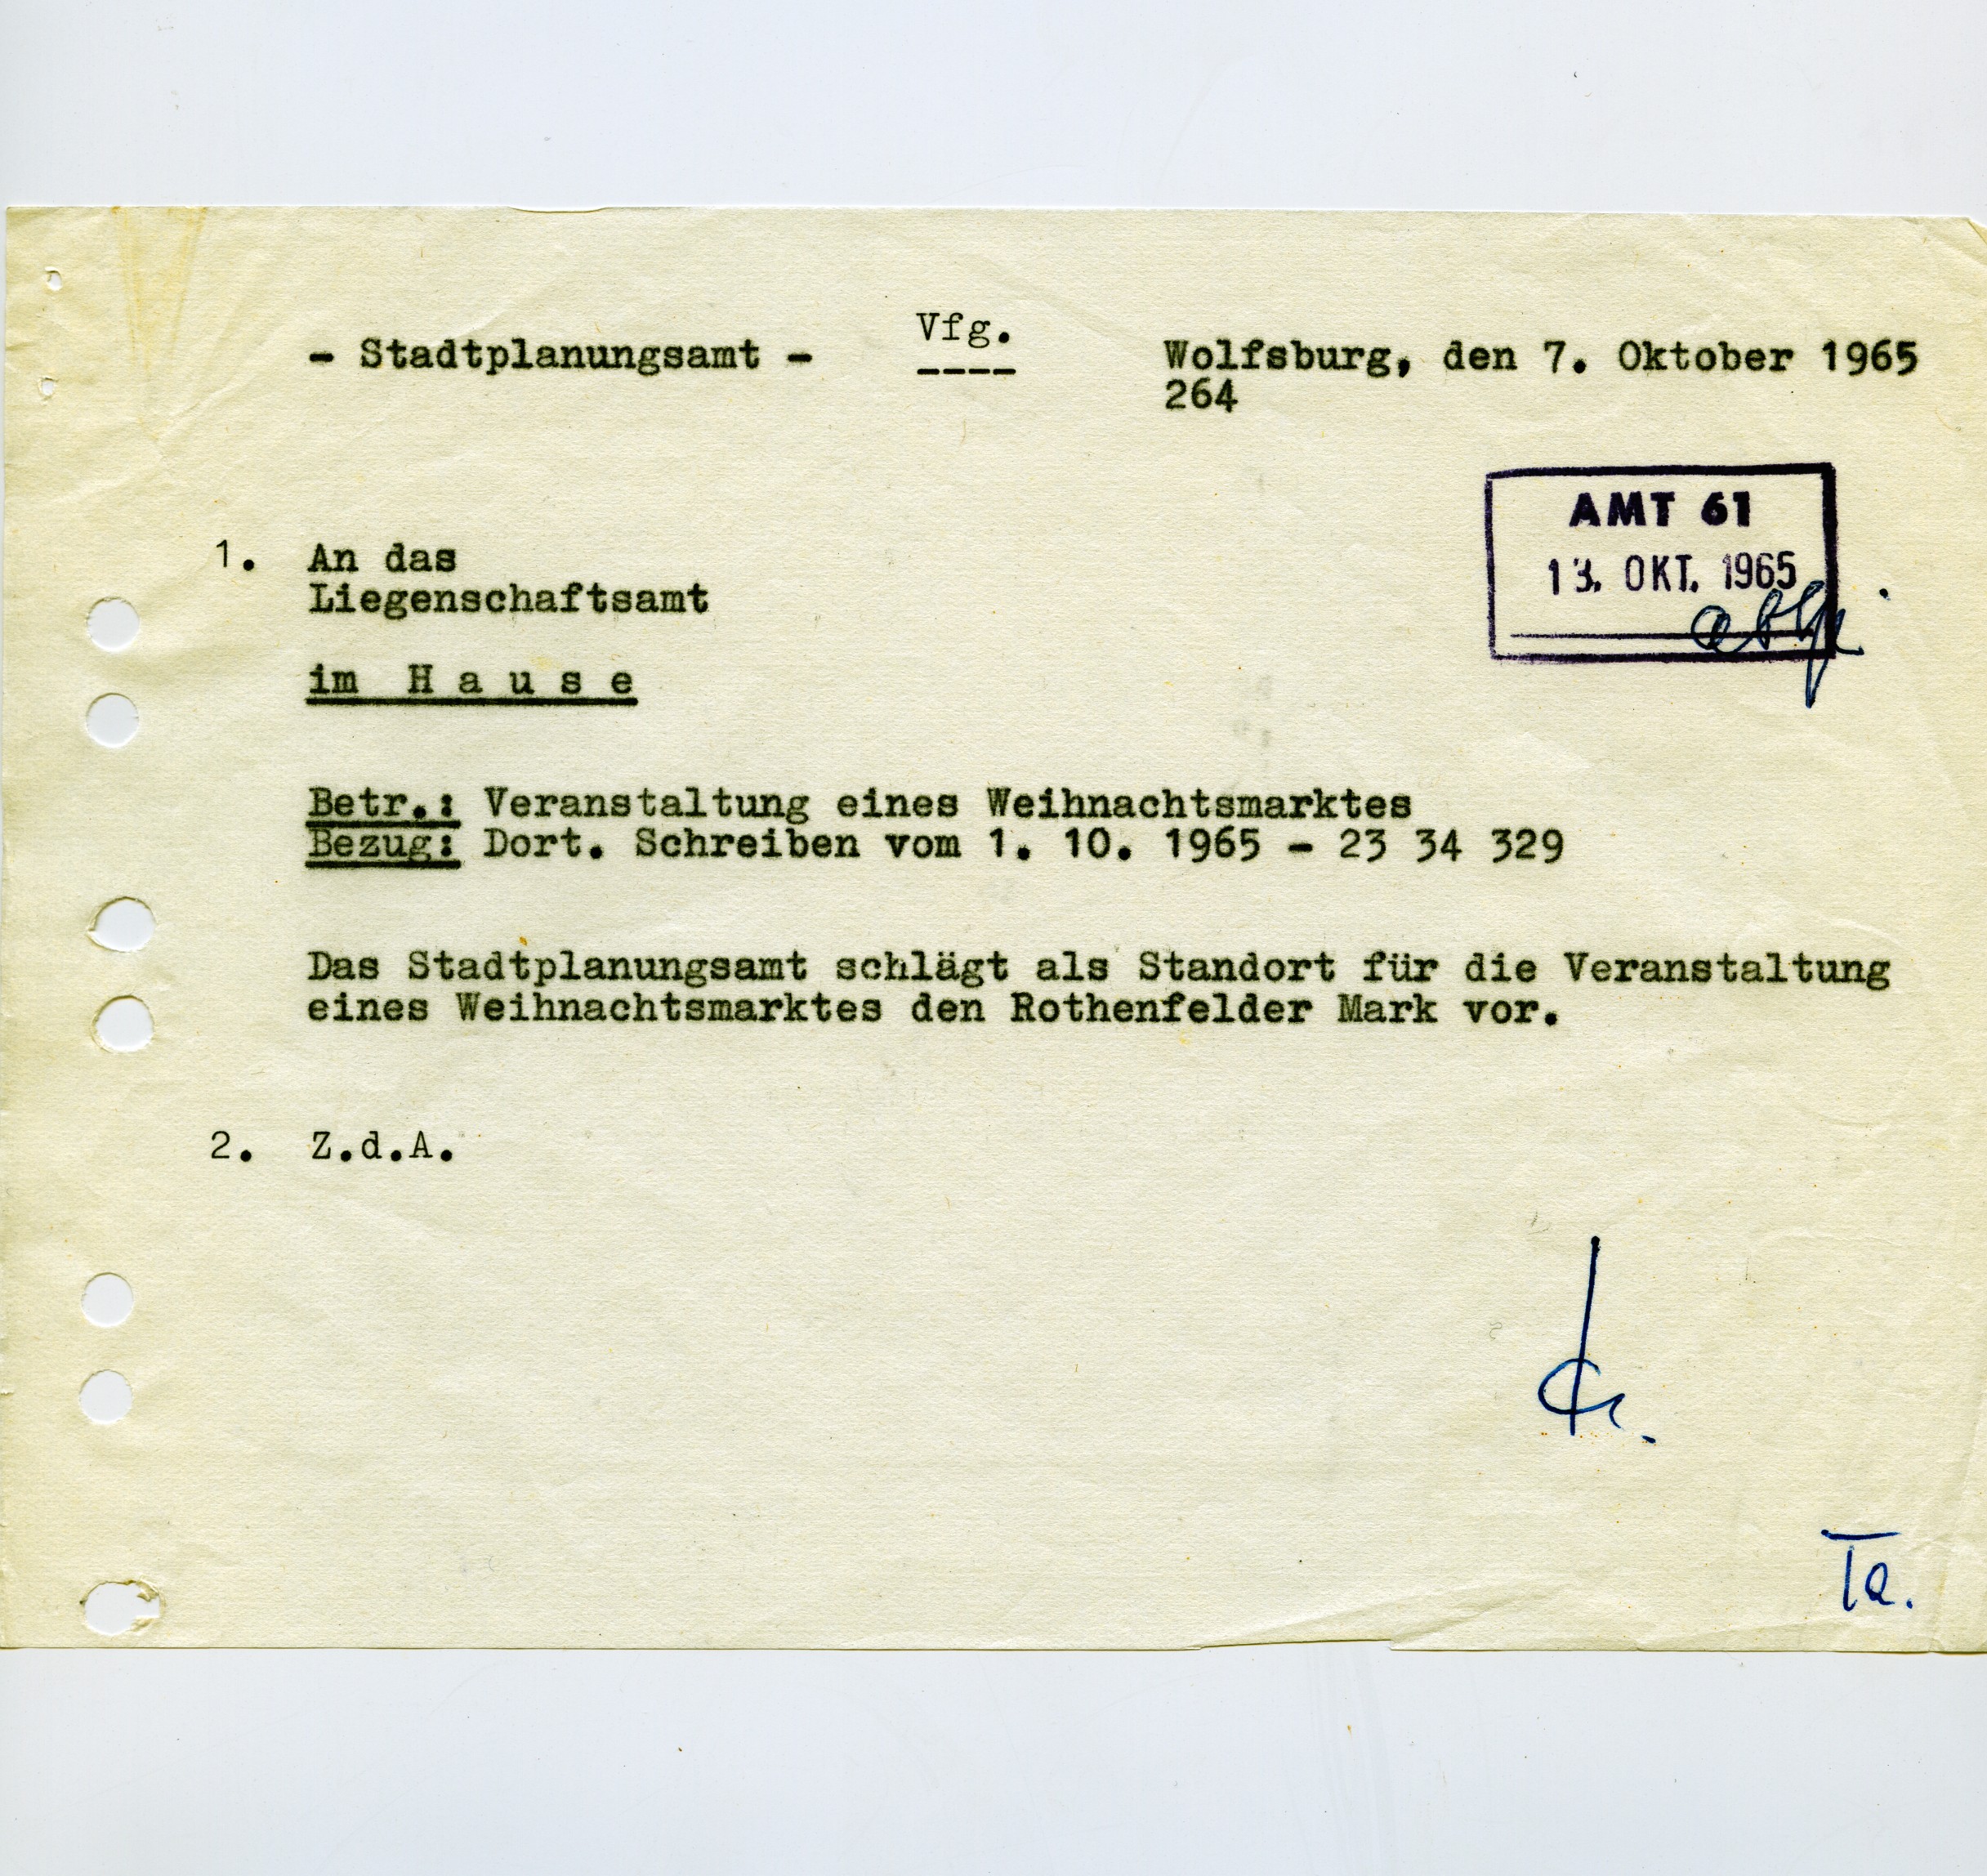 Vfg.
- Stadtplanungsamt -
Wolfsburg, den 7. Oktober 1965
264
AMT 61
13. OKT. 1965
1. An das
Liegenschaftsamt
im H a u s e
Betr.: Veranstaltung eines Weihnachtsmarktes
Bezug: Dort. Schreiben vom 1. 10. 1965 - 23 34 329
Das Stadtplanungsamt schlägt als Standort für die Veranstaltung
eines Weihnachtsmarktes den Rothenfelder Mark vor.
2. Z.d.A.
Ta.